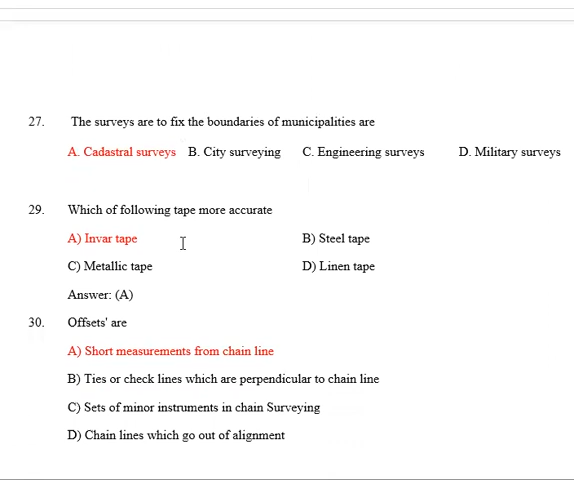 27. The surveys are to fix the boundaries of municipalities are
A. Cadastral surveys B. City surveying C. Engineering surveys D. Military surveys
29. Which of following tape more accurate
A) Invar tape B) Steel tape
C) Metallic tape D) Linen tape
Answer: (A)
30. Offsets' are
A) Short measurements from chain line
B) Ties or check lines which are perpendicular to chain line
C) Sets of minor instruments in chain Surveying
D) Chain lines which go out of alignment